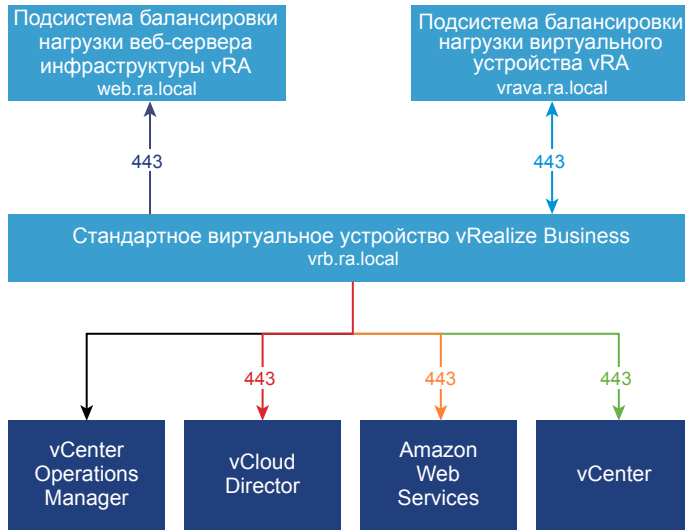 Подсистема балансировки
нагрузки веб-сервера
инфраструктуры vRA
web.ra.local
Подсистема балансировки
нагрузки виртуального
устройства vRA
vrava.ra.local
443
443
Стандартное виртуальное устройство vRealize Business
vrb.ra.local
443
443
443
vCenter
Operations
Manager
vCloud
Director
Amazon
Web
Services
vCenter